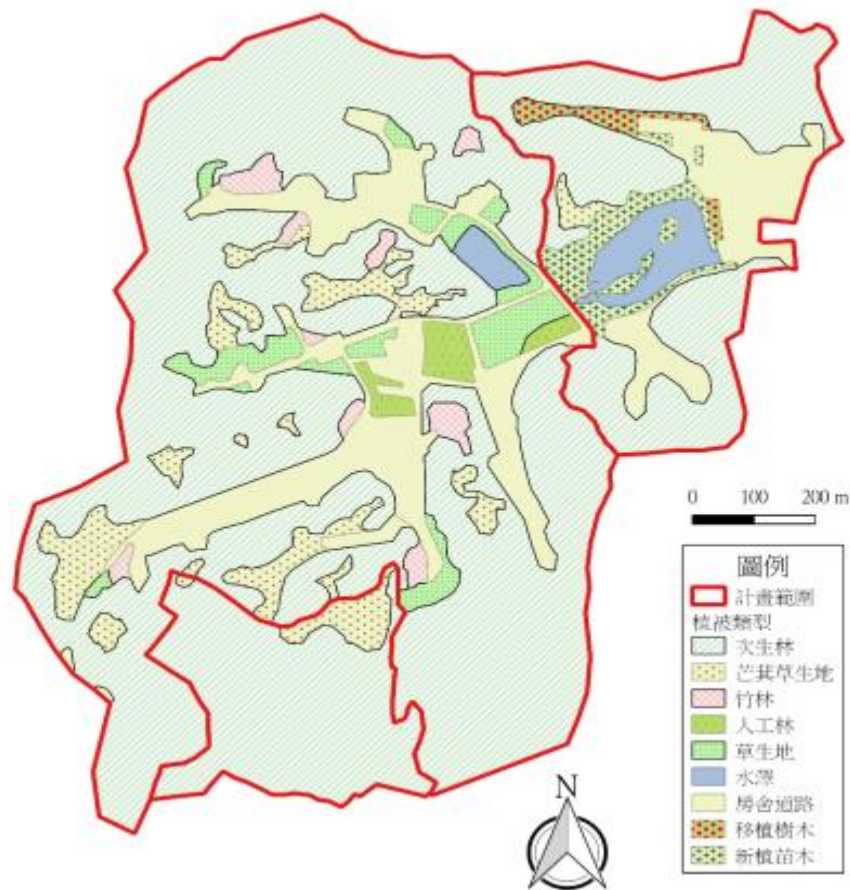 0 100 200 m
圖例
計畫範圍
植被類型
次生林
芒萁草生地
竹林
人工林
草生地
水澤
房舍道路
移植樹木
新植苗木
N